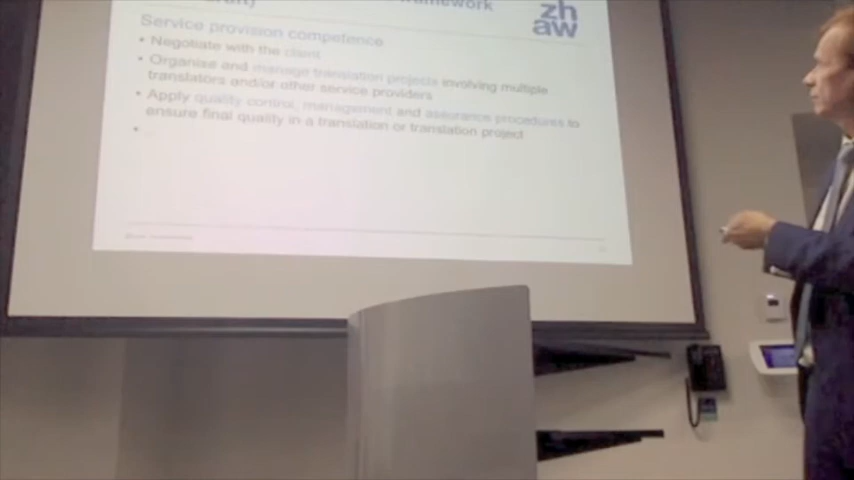 framework
zh
aw
Service provision competence
• Negotiate with the client
• Organise and manage translation projects involving multiple
translators and/or other service providers
• Apply quality control, management and assurance procedures to
ensure final quality in a translation or translation project
•